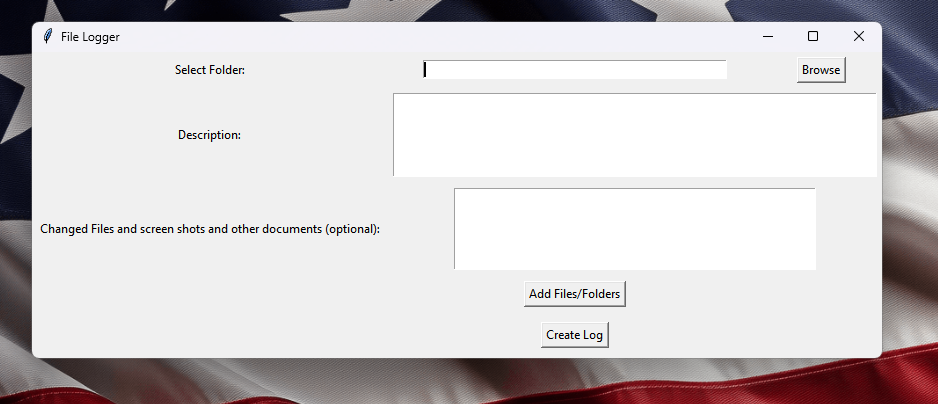 File Logger
Select Folder:
Browse
Description:
Changed Files and screen shots and other documents (optional):
Add Files/Folders
Create Log